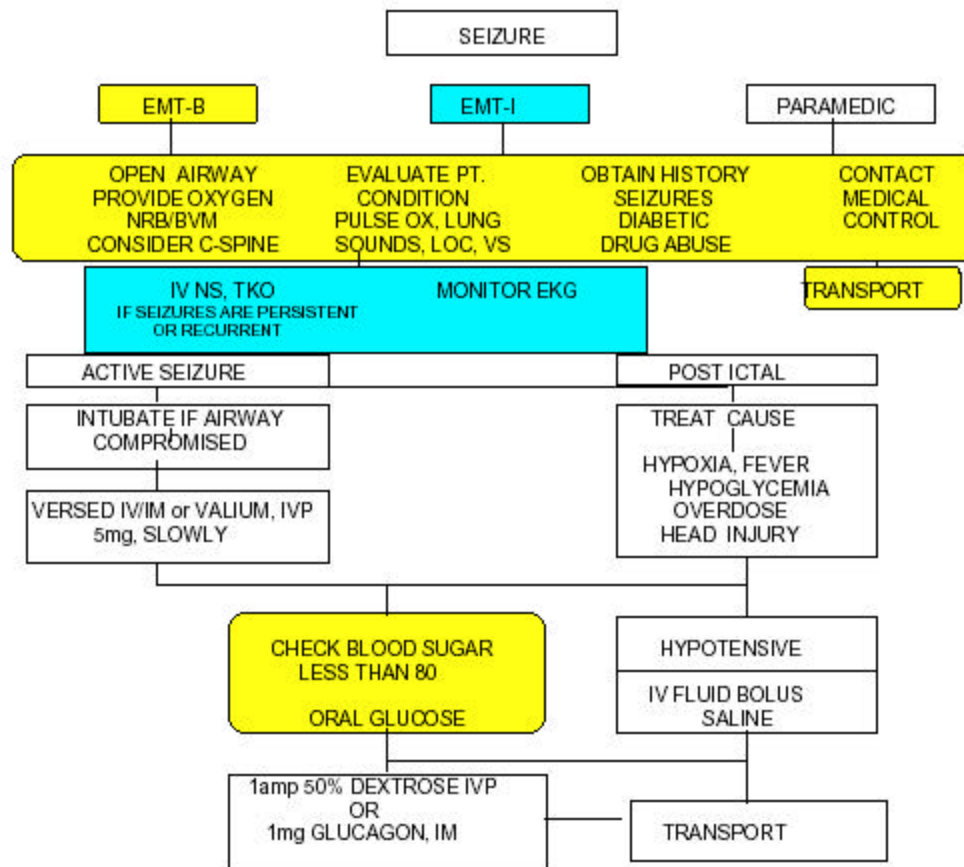 SEIZURE
EMT-B
EMT-I
PARAMEDIC
OPEN AIRWAY
PROVIDE OXYGEN
NRB/BVM
CONSIDER C-SPINE
EVALUATE PT.
CONDITION
PULSE OX, LUNG
SOUNDS, LOC, VS
OBTAIN HISTORY
SEIZURES
DIABETIC
DRUG ABUSE
CONTACT
MEDICAL
CONTROL
TRANSPORT
IV NS, TKO
IF SEIZURES ARE PERSISTENT
OR RECURRENT
MONITOR EKG
ACTIVE SEIZURE
POST ICTAL
INTUBATE IF AIRWAY
COMPROMISED
TREAT CAUSE
HYPOXIA, FEVER
HYPOGLYCEMIA
OVERDOSE
HEAD INJURY
VERSED IV/IM or VALIUM, IVP
5mg, SLOWLY
CHECK BLOOD SUGAR
LESS THAN 80
ORAL GLUCOSE
HYPOTENSIVE
IV FLUID BOLUS
SALINE
1amp 50% DEXTROSE IVP
OR
1mg GLUCAGON, IM
TRANSPORT